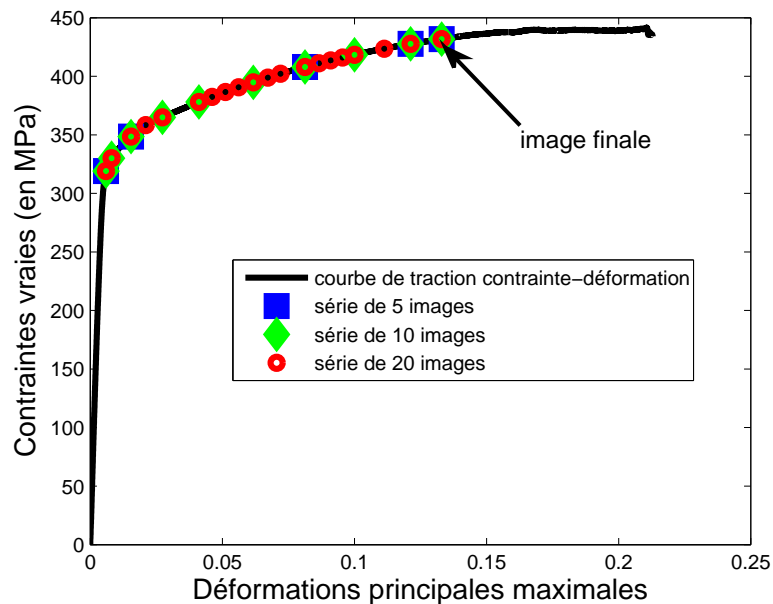 450
400
350
300
250
200
150
100
50
0
0
0.05
0.1
0.15
0.2
0.25
Contraintes vraies (en MPa)
Déformations principales maximales
image finale
courbe de traction contrainte−déformation
série de 5 images
série de 10 images
série de 20 images